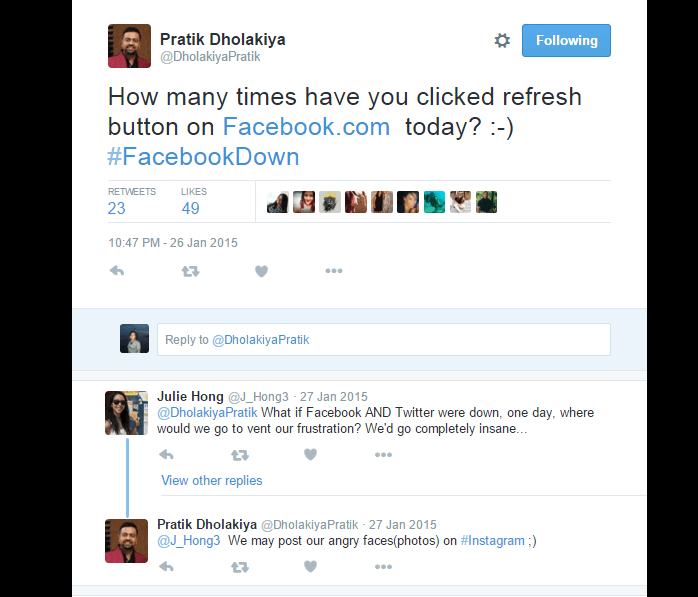 Pratik Dholakiya
@DholakiyaPratik
Following
How many times have you clicked refresh
button on Facebook.com today? :-)
#FacebookDown
RETWEETS LIKES
23 49
10:47 PM - 26 Jan 2015
Reply to @DholakiyaPratik
Julie Hong @J_Hong3 · 27 Jan 2015
@DholakiyaPratik What if Facebook AND Twitter were down, one day, where
would we go to vent our frustration? We'd go completely insane...
View other replies
Pratik Dholakiya @DholakiyaPratik · 27 Jan 2015
@J_Hong3 We may post our angry faces(photos) on #Instagram ;)